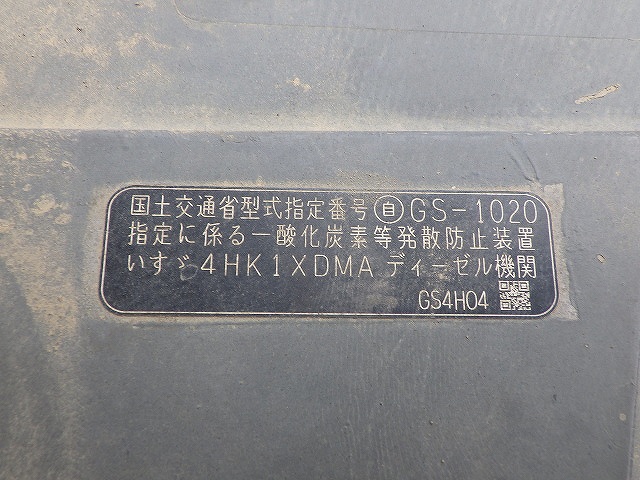 国土交通省型式指定番号㊀GS-1020
指定に係る一酸化炭素等発散防止装置
いすゞ4HK1XDMA ディーゼル機関
GS4H04